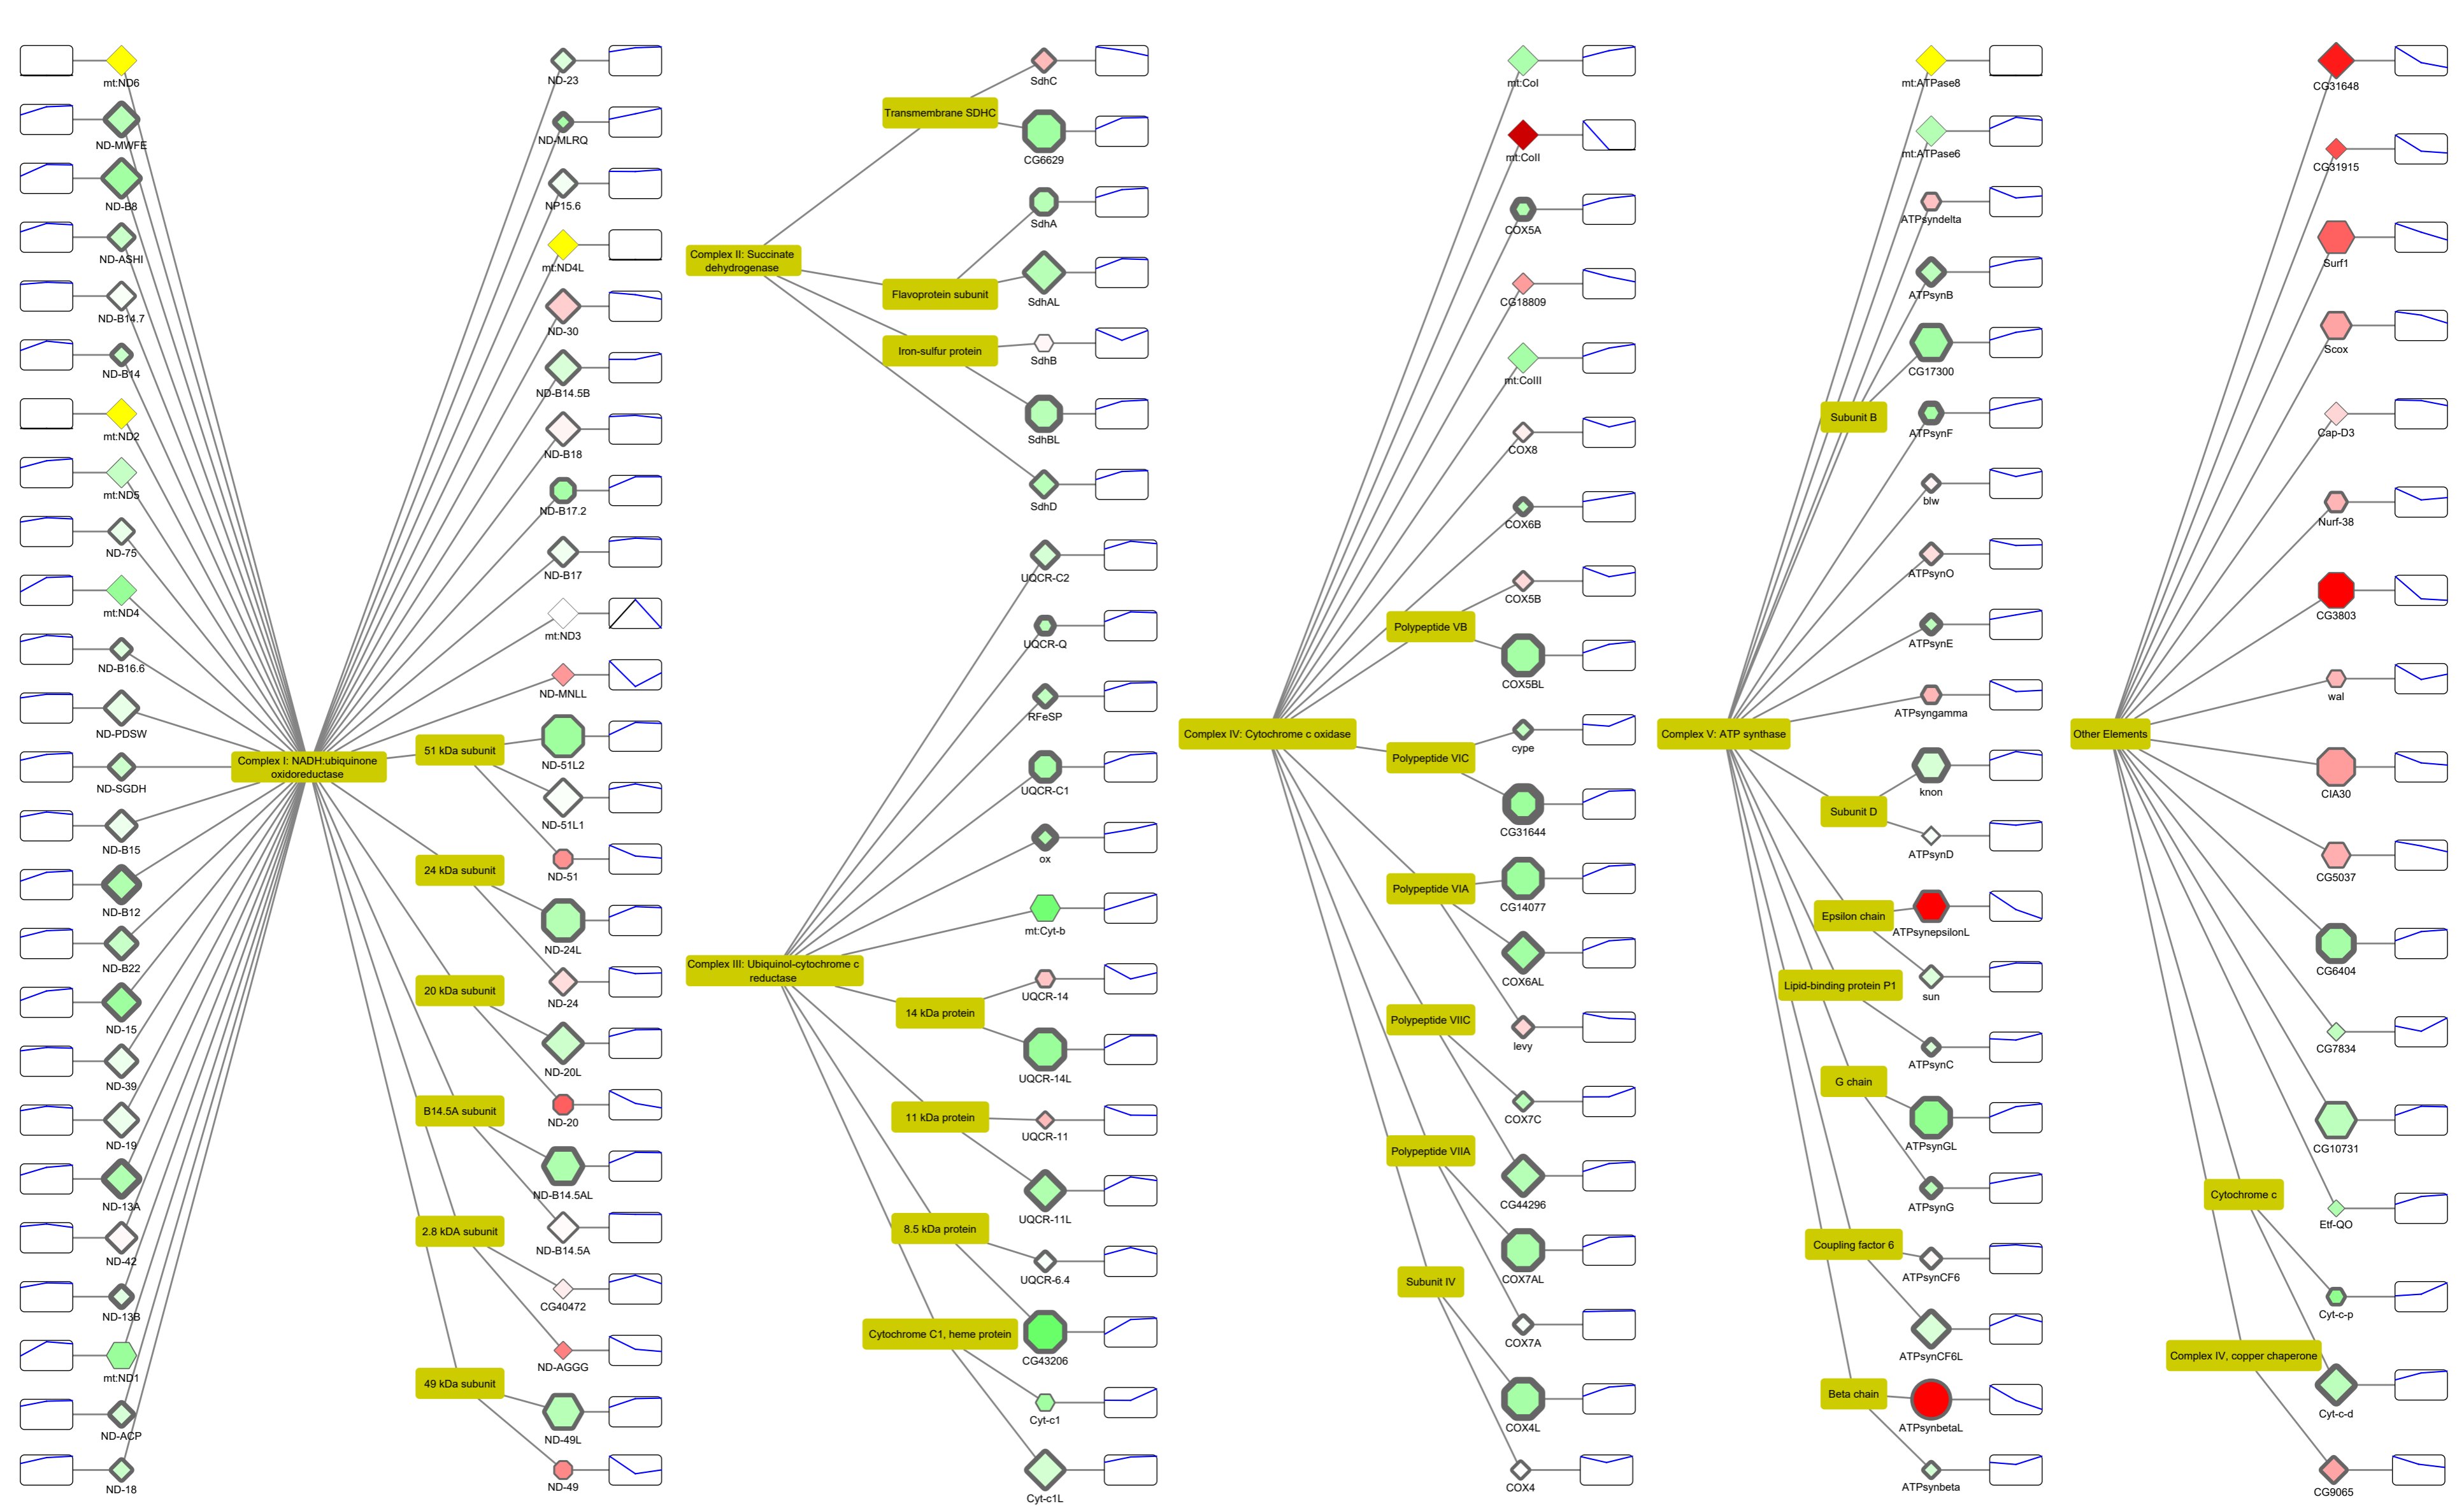 mt:ND6
ND-MWFE
ND-B8
ND-ASHI
ND-B14.7
ND-B14
mt:ND2
mt:ND5
ND-75
mt:ND4
ND-B16.6
ND-PDSW
ND-SGDH
ND-B15
ND-B12
ND-B22
ND-15
ND-39
ND-19
ND-13A
ND-42
ND-13B
mt:ND1
ND-ACP
ND-18
Complex I: NADH:ubiquinone
oxidoreductase
51 kDa subunit
24 kDa subunit
20 kDa subunit
B14.5A subunit
2.8 kDA subunit
49 kDa subunit
ND-23
ND-MLRQ
NP15.6
mt:ND4L
ND-30
ND-B14.5B
ND-B18
ND-B17.2
ND-B17
mt:ND3
ND-MNLL
ND-51L2
ND-51L1
ND-51
ND-24L
ND-24
ND-20L
ND-20
ND-B14.5AL
ND-B14.5A
CG40472
ND-AGGG
ND-49L
ND-49
Complex II: Succinate
dehydrogenase
Transmembrane SDHC
Flavoprotein subunit
Iron-sulfur protein
SdhC
CG6629
SdhA
SdhAL
SdhB
SdhBL
SdhD
Complex III: Ubiquinol-cytochrome c
reductase
14 kDa protein
11 kDa protein
8.5 kDa protein
Cytochrome C1, heme protein
UQCR-C2
UQCR-Q
RFeSP
UQCR-C1
ox
mt:Cyt-b
UQCR-14
UQCR-14L
UQCR-11
UQCR-11L
UQCR-6.4
CG43206
Cyt-c1
Cyt-c1L
Complex IV: Cytochrome c oxidase
Polypeptide VB
Polypeptide VIC
Polypeptide VIA
Polypeptide VIIC
Polypeptide VIIA
Subunit IV
mt:CoI
mt:CoII
COX5A
CG18809
mt:CoIII
COX8
COX6B
COX5B
COX5BL
cype
CG31644
CG14077
COX6AL
levy
COX7C
CG44296
COX7AL
COX7A
COX4L
COX4
Complex V: ATP synthase
Subunit B
Subunit D
Epsilon chain
Lipid-binding protein P1
G chain
Coupling factor 6
Beta chain
mt:ATPase8
mt:ATPase6
ATPsyndelta
ATPsynB
CG17300
ATPsynF
blw
ATPsynO
ATPsynE
ATPsyngamma
knon
ATPsynD
ATPsynepsilonL
sun
ATPsynC
ATPsynGL
ATPsynG
ATPsynCF6
ATPsynCF6L
ATPsynbetaL
ATPsynbeta
Other Elements
Cytochrome c
Complex IV, copper chaperone
CG31648
CG31915
Surf1
Scox
Cap-D3
Nurf-38
CG3803
wal
CIA30
CG5037
CG6404
CG7834
CG10731
Etf-QO
Cyt-c-p
Cyt-c-d
CG9065